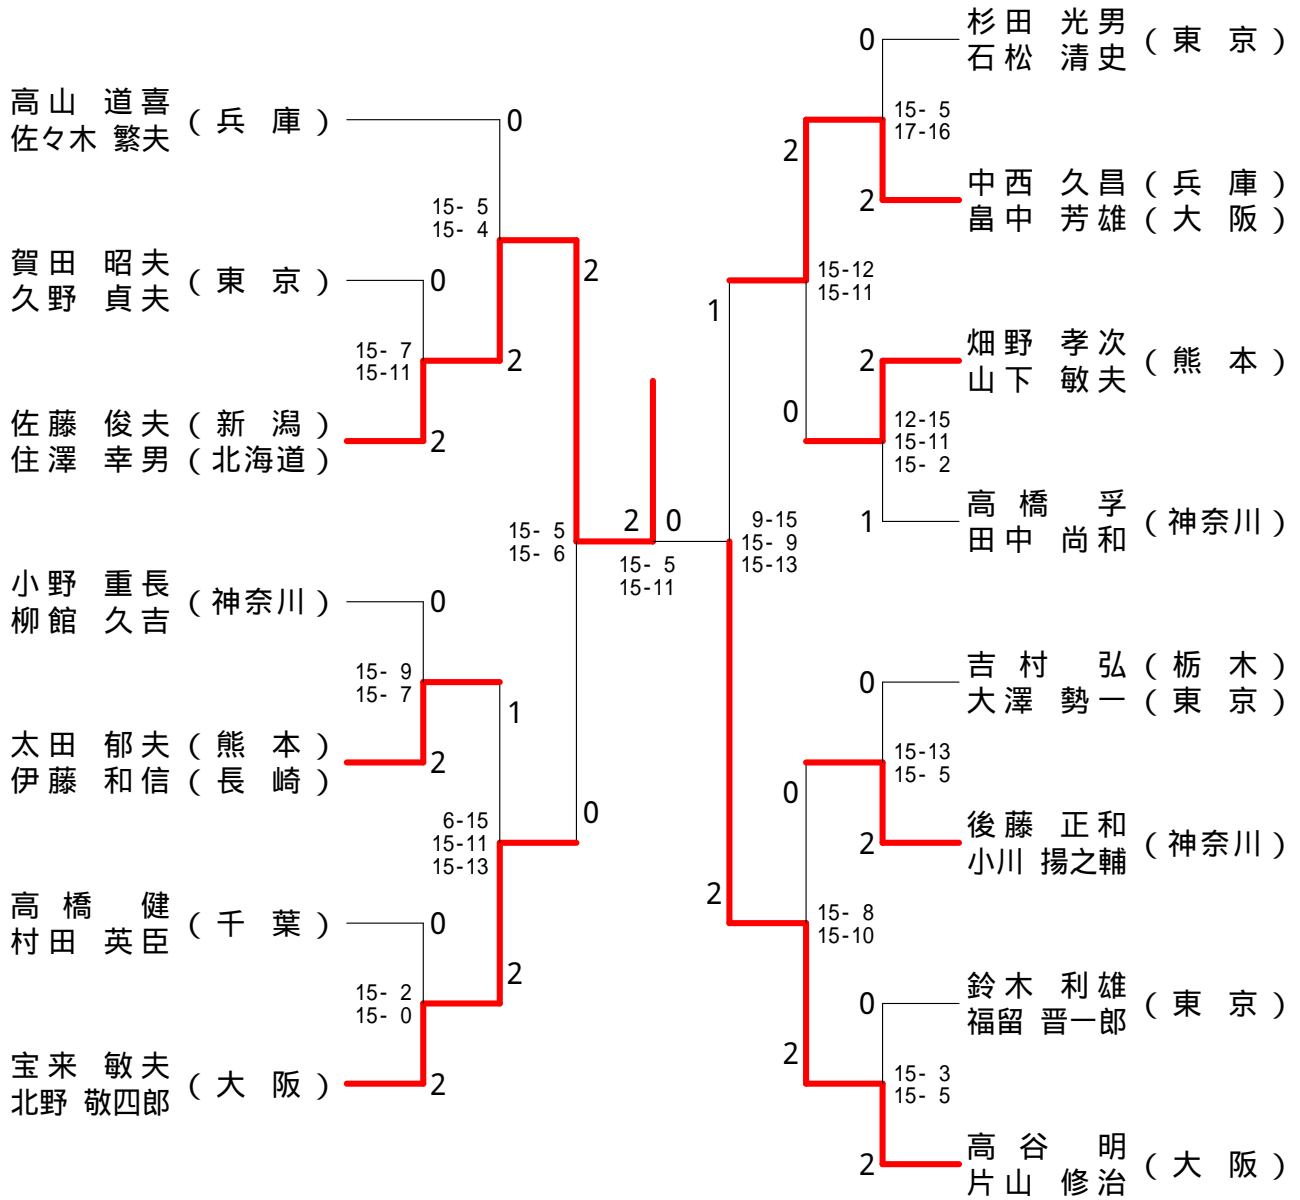 高山 道喜
佐々木 繁夫 (兵 庫)
0
15- 5
15- 4
賀田 昭夫
久野 貞夫 (東 京)
0
2
2
15- 7
15-11
佐藤 俊夫 (新 潟)
住澤 幸男 (北海道)
2
小野 重長
柳館 久吉 (神奈川)
0
15- 9
15- 7
1
太田 郁夫 (熊 本)
伊藤 和信 (長 崎)
2
6-15
15-11
15-13
0
高橋 健
村田 英臣 (千 葉)
0
2
15- 2
15- 0
宝来 敏夫
北野 敬四郎 (大 阪)
2
15- 5
15- 6
2 0
15- 5
15-11
杉田 光男
石松 清史 (東 京)
0
15- 5
17-16
2
中西 久昌 (兵 庫)
畠中 芳雄 (大 阪)
2
15-12
15-11
1
畑野 孝次
山下 敏夫 (熊 本)
2
0
12-15
15-11
15- 2
高橋 孚
田中 尚和 (神奈川)
1
9-15
15- 9
15-13
吉村 弘 (栃 木)
大澤 勢一 (東 京)
0
15-13
15- 5
0
後藤 正和
小川 揚之輔 (神奈川)
2
2
15- 8
15-10
鈴木 利雄
福留 晋一郎 (東 京)
0
2
15- 3
15- 5
高谷 明
片山 修治 (大 阪)
2